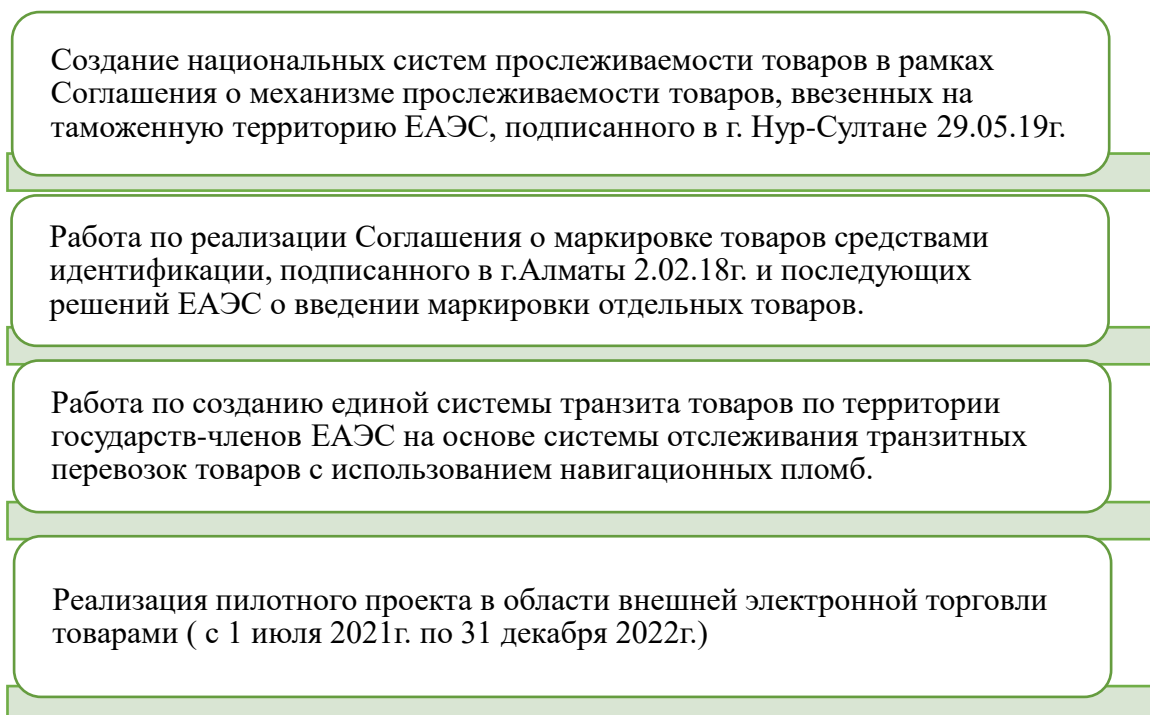 Создание национальных систем прослеживаемости товаров в рамках
Соглашения о механизме прослеживаемости товаров, ввезенных на
таможенную территорию ЕАЭС, подписанного в г. Нур-Султане 29.05.19г.
Работа по реализации Соглашения о маркировке товаров средствами
идентификации, подписанного в г.Алматы 2.02.18г. и последующих
решений ЕАЭС о введении маркировки отдельных товаров.
Работа по созданию единой системы транзита товаров по территории
государств-членов ЕАЭС на основе системы отслеживания транзитных
перевозок товаров с использованием навигационных пломб.
Реализация пилотного проекта в области внешней электронной торговли
товарами ( с 1 июля 2021г. по 31 декабря 2022г.)